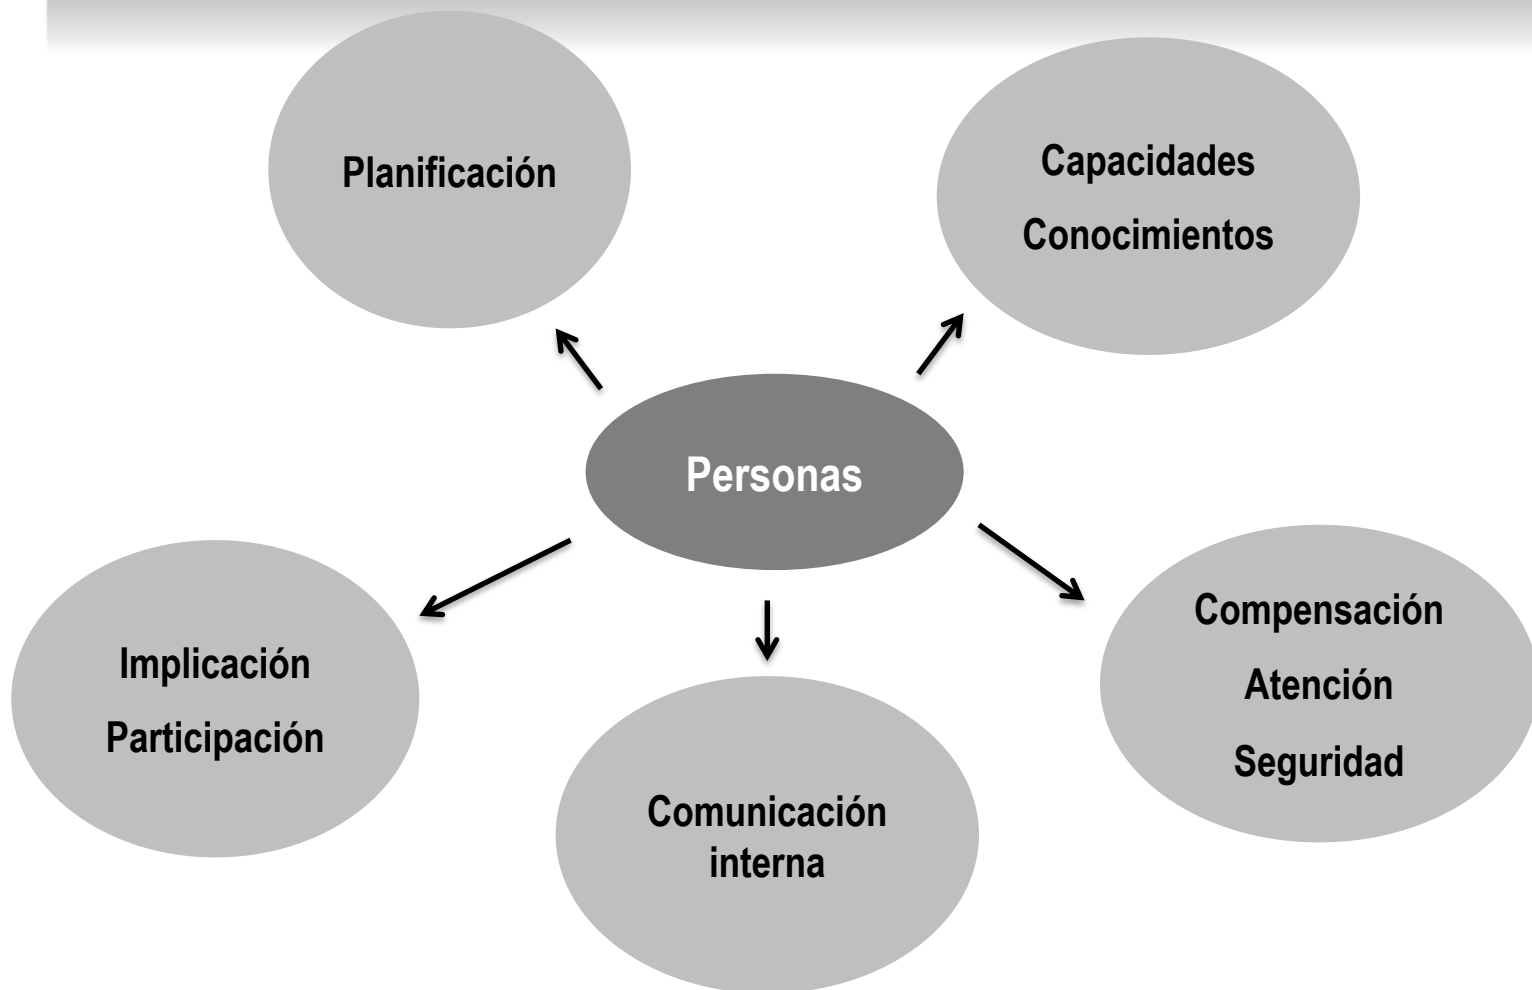 Planificación
Capacidades
Conocimientos
Personas
Implicación
Participación
Comunicación
interna
Compensación
Atención
Seguridad